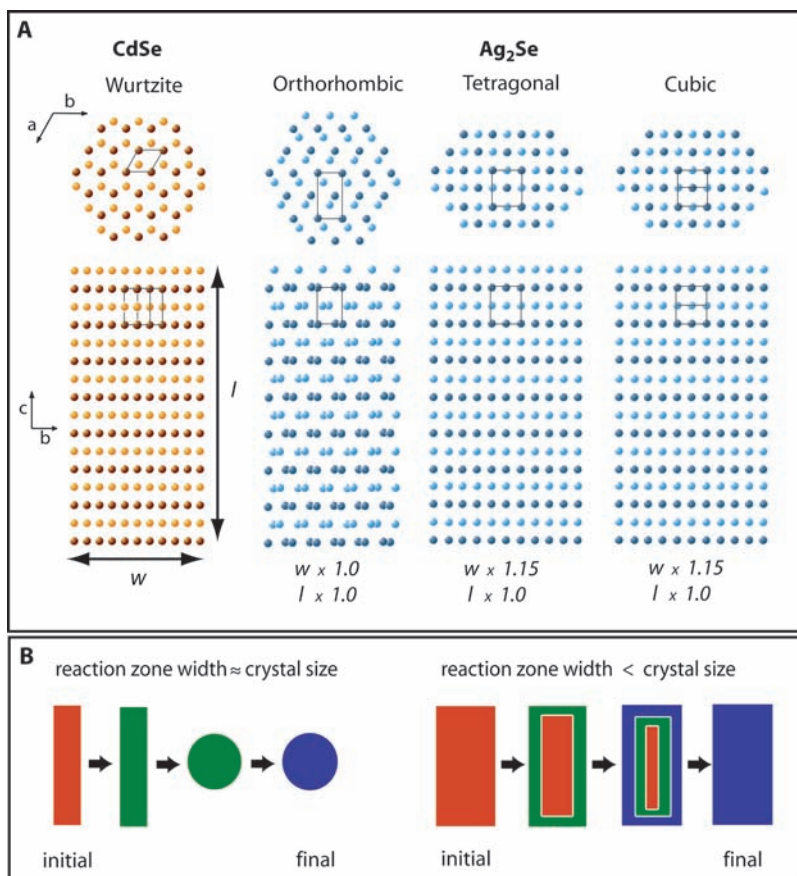 A
CdSe
Ag₂Se
Wurtzite
Orthorhombic
Tetragonal
Cubic
b
a
c
b
l
w
w x 1.0
l x 1.0
w x 1.15
l x 1.0
w x 1.15
l x 1.0
B
reaction zone width ≈ crystal size
reaction zone width < crystal size
initial
final
initial
final